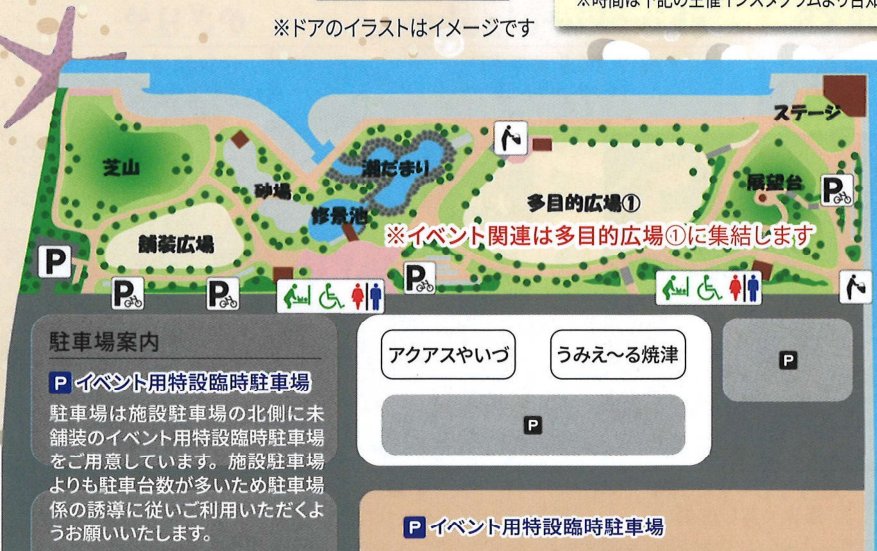 ※ドアのイラストはイメージです
ステージ
芝山
砂場
潮だまり
展望台
多目的広場①
修景池
※イベント関連は多目的広場①に集結します
舗装広場
P
P
P
P
P
駐車場案内
アクアスやいづ
うみえ~る焼津
P
P イベント用特設臨時駐車場
駐車場は施設駐車場の北側に未
舗装のイベント用特設臨時駐車場
をご用意しています。施設駐車場
よりも駐車台数が多いため駐車場
係の誘導に従いご利用いただくよ
うお願いいたします。
P
P イベント用特設臨時駐車場